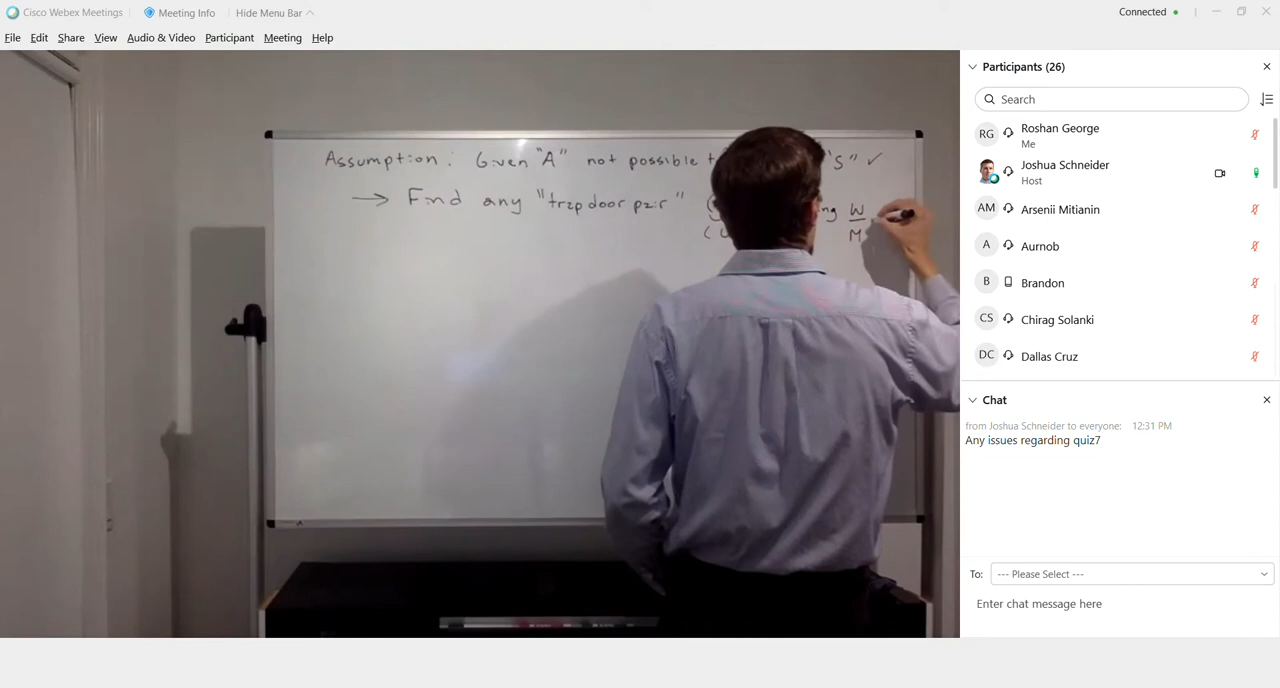 Cisco Webex Meetings Meeting Info Hide Menu Bar Connected
File Edit Share View Audio & Video Participant Meeting Help
Assumption: Given "A" not possible "S" ✓
→ Find any "trapdoor pair" W
M
Participants (26)
Search
RG Roshan George
Me
Joshua Schneider
Host
AM Arsenii Mitianin
A Aurnob
B Brandon
CS Chirag Solanki
DC Dallas Cruz
Chat
from Joshua Schneider to everyone: 12:31 PM
Any issues regarding quiz7
To: --- Please Select ---
Enter chat message here